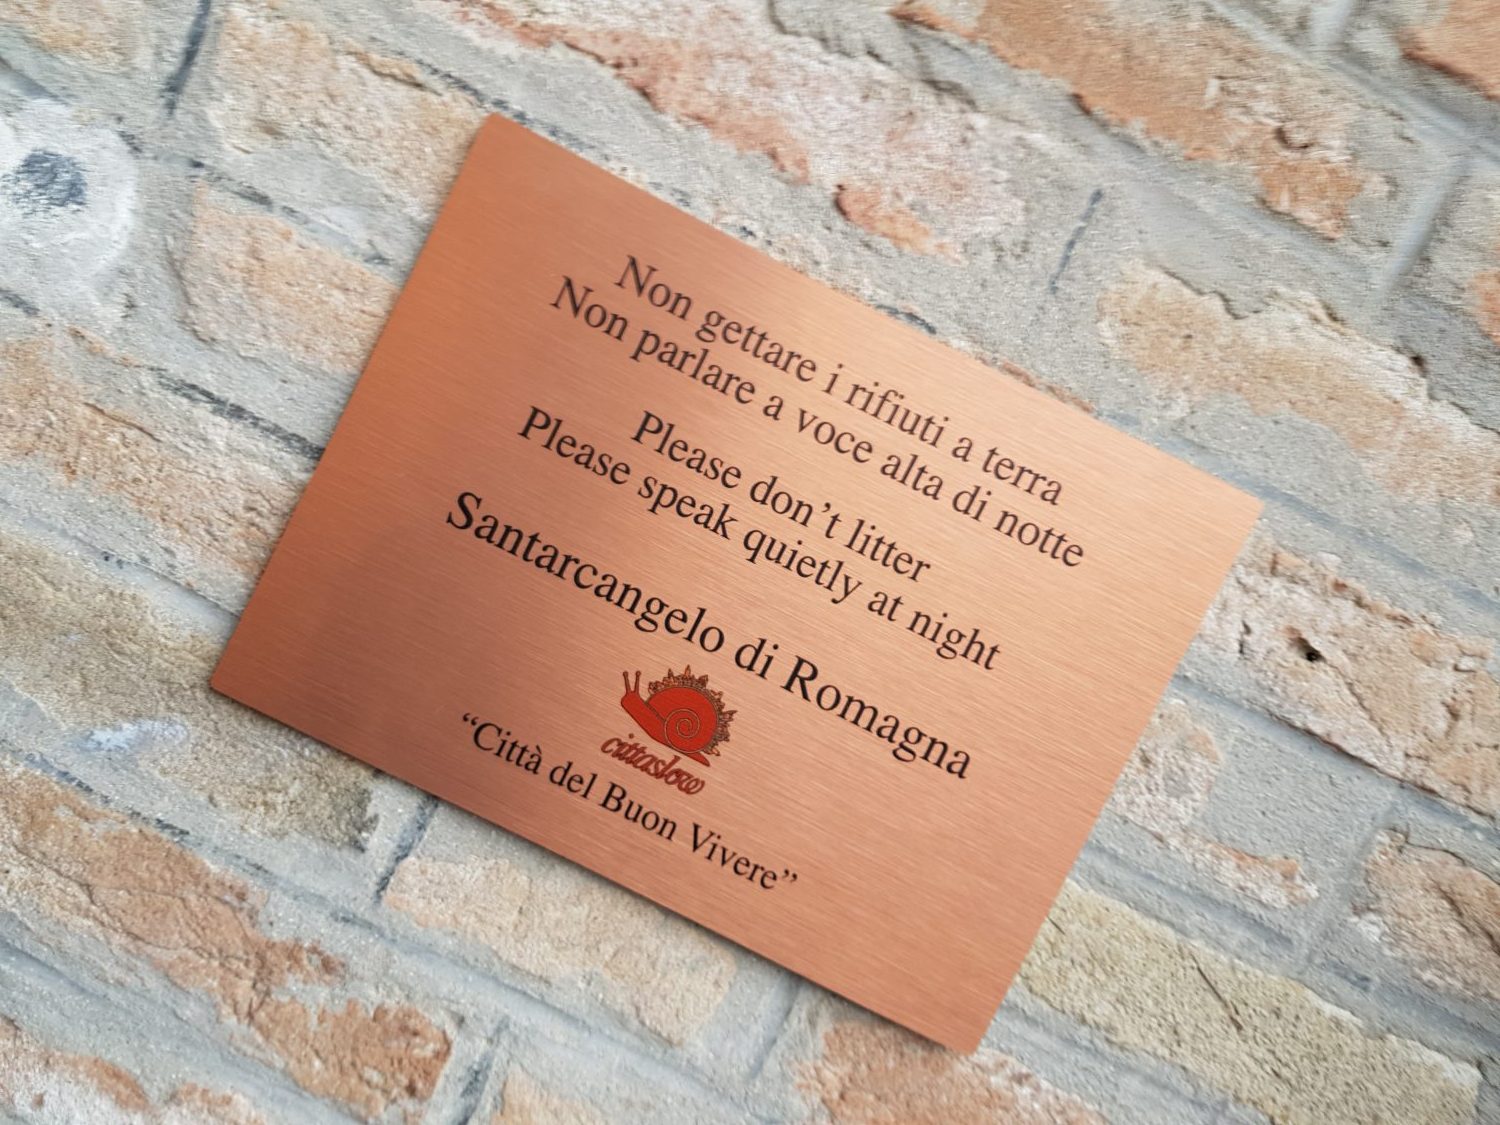 Non gettare i rifiuti a terra
Non parlare a voce alta di notte
Please don't litter
Please speak quietly at night
Santarcangelo di Romagna
cittaslow
“Città del Buon Vivere”